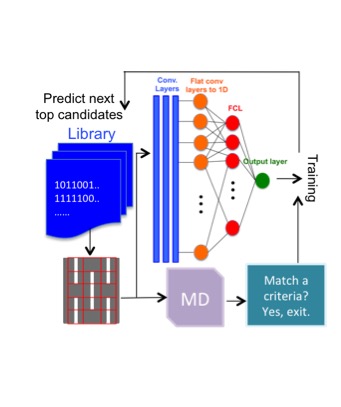 Predict next
top candidates
Library
1011001..
1111100..
......
Conv.
Layers
Flat conv
layers to 1D
FCL
Output layer
Training
MD
Match a
criteria?
Yes, exit.